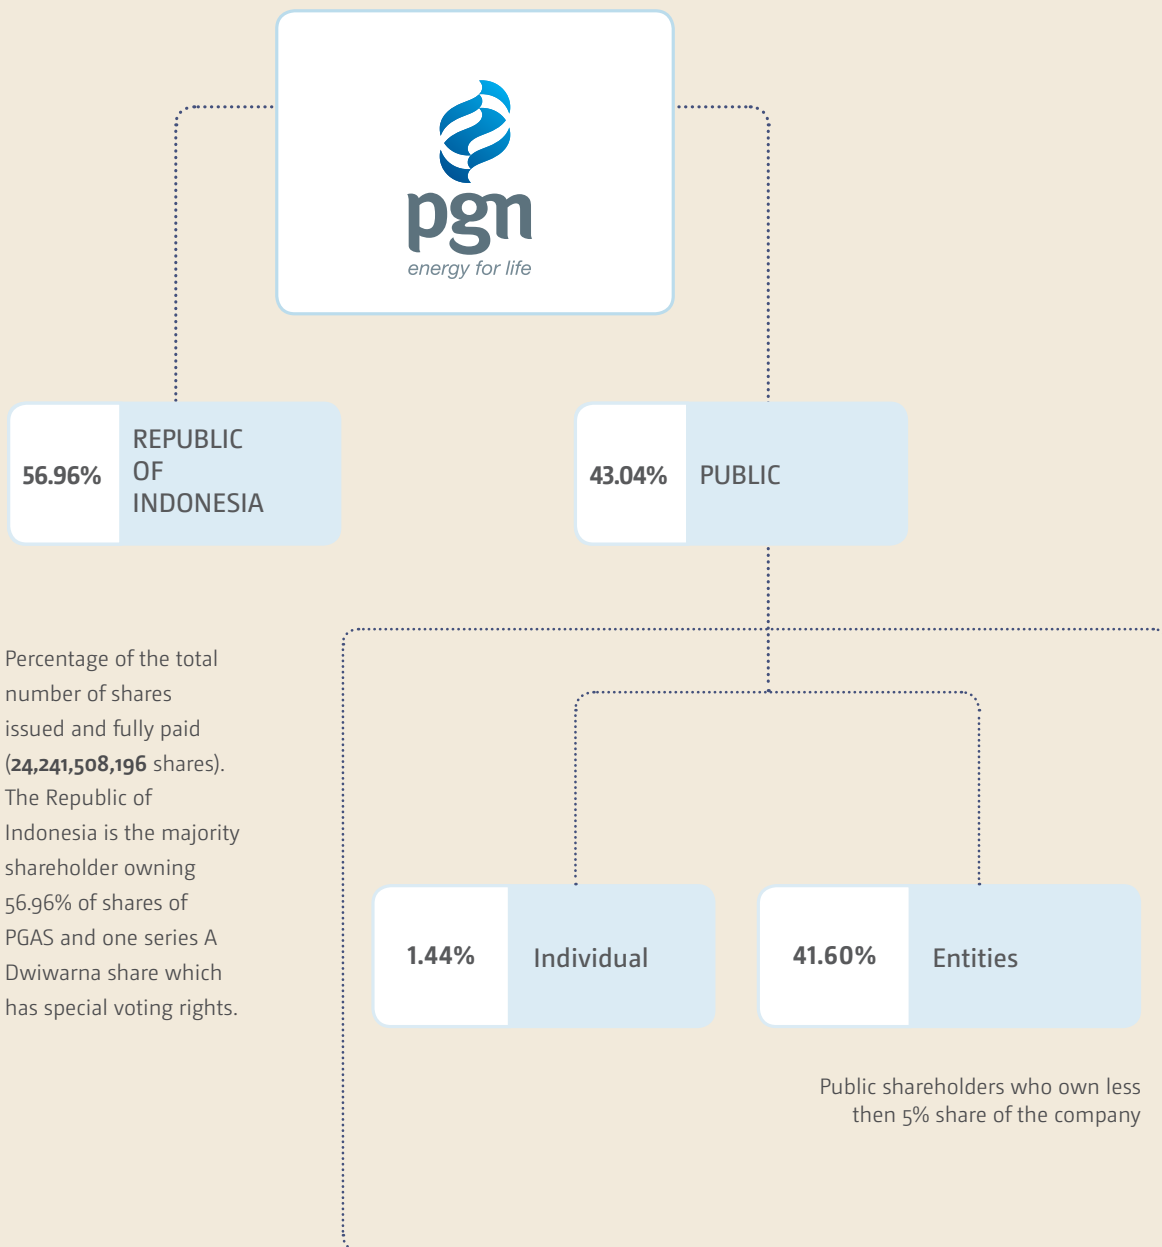 pgn
energy for life
56.96%
REPUBLIC
OF
INDONESIA
43.04%
PUBLIC
Percentage of the total
number of shares
issued and fully paid
(24,241,508,196 shares).
The Republic of
Indonesia is the majority
shareholder owning
56.96% of shares of
PGAS and one series A
Dwiwarna share which
has special voting rights.
1.44%
Individual
41.60%
Entities
Public shareholders who own less
then 5% share of the company